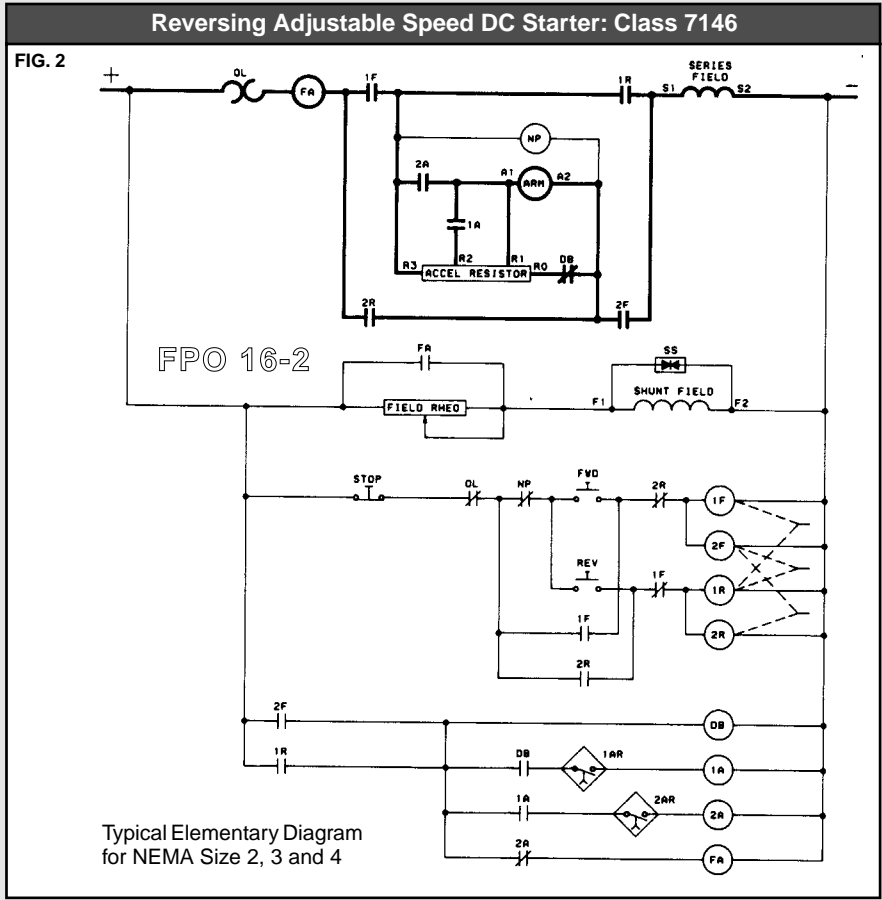 Reversing Adjustable Speed DC Starter: Class 7146
FIG. 2
+ OL FA 1F 1R S1 SERIES FIELD S2 −
NP
2A A1 ARM A2
1A
R3 R2 R1 R0 DB
ACCEL RESISTOR
2R 2F
FPO 16-2
FA SS
FIELD RHEO F1 SHUNT FIELD F2
STOP OL NP FWD 2R 1F
2F
REV 1F 1R
1F
2R
2R
2F DB
1R DB 1AR 1A
1A 2AR 2A
2A FA
Typical Elementary Diagram
for NEMA Size 2, 3 and 4